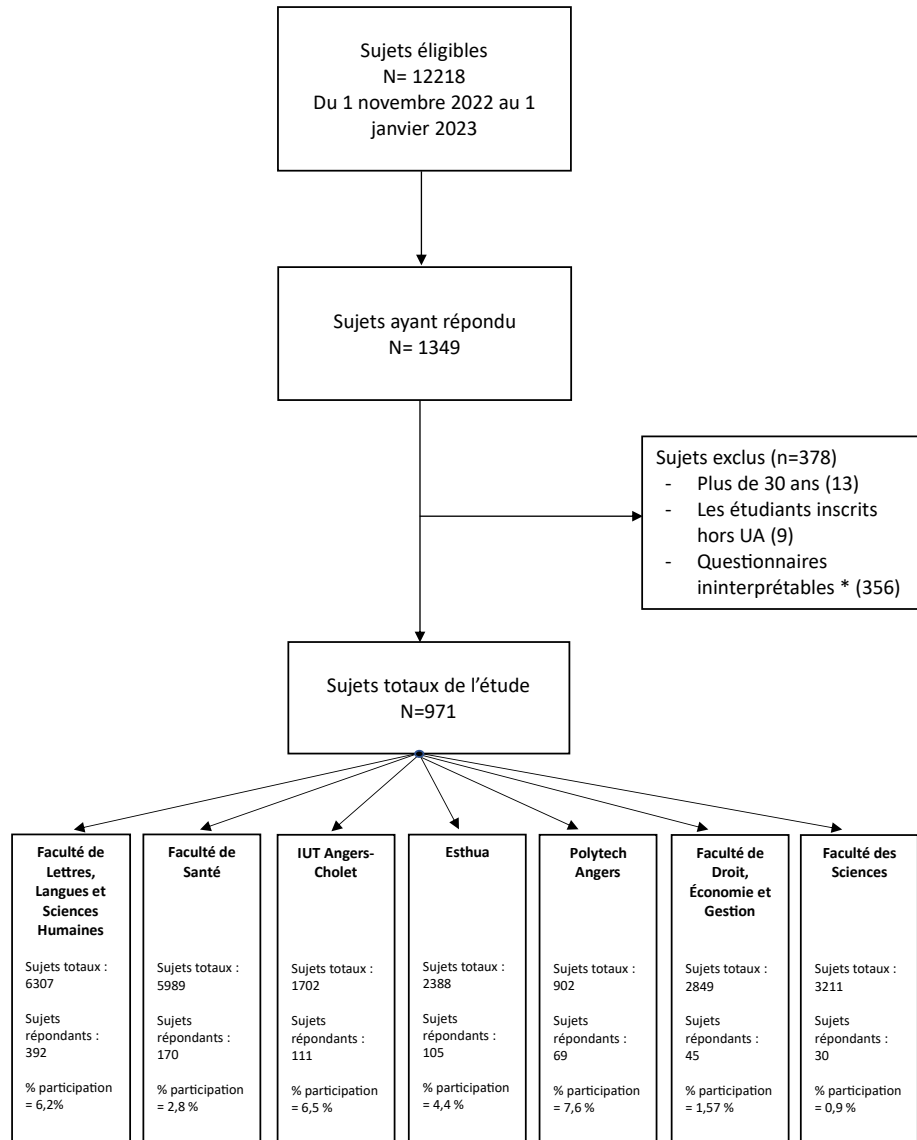 Sujets éligibles
N= 12218
Du 1 novembre 2022 au 1
janvier 2023
Sujets ayant répondu
N= 1349
Sujets exclus (n=378)
- Plus de 30 ans (13)
- Les étudiants inscrits
hors UA (9)
- Questionnaires
ininterprétables * (356)
Sujets totaux de l’étude
N=971
Faculté de
Lettres,
Langues et
Sciences
Humaines
Sujets totaux :
6307
Sujets
répondants :
392
% participation
= 6,2%
Faculté de
Santé
Sujets totaux :
5989
Sujets
répondants :
170
% participation
= 2,8 %
IUT Angers-
Cholet
Sujets totaux :
1702
Sujets
répondants :
111
% participation
= 6,5 %
Esthua
Sujets totaux :
2388
Sujets
répondants :
105
% participation
= 4,4 %
Polytech
Angers
Sujets totaux :
902
Sujets
répondants :
69
% participation
= 7,6 %
Faculté de
Droit,
Économie et
Gestion
Sujets totaux :
2849
Sujets
répondants :
45
% participation
= 1,57 %
Faculté des
Sciences
Sujets totaux :
3211
Sujets
répondants :
30
% participation
= 0,9 %